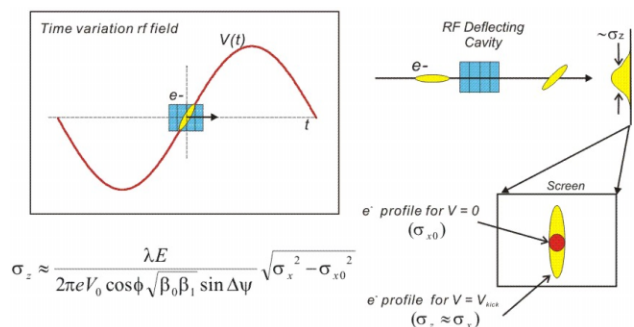 Time variation rf field
V(t)
e-
t
RF Deflecting
Cavity
e-
~σz
Screen
e⁻ profile for V = 0
(σx0)
e⁻ profile for V = Vkick
(σz ≈ σx)
σz ≈ λE / (2πeV0 cosϕ √(β0β1) sin Δψ) √(σx² − σx0²)